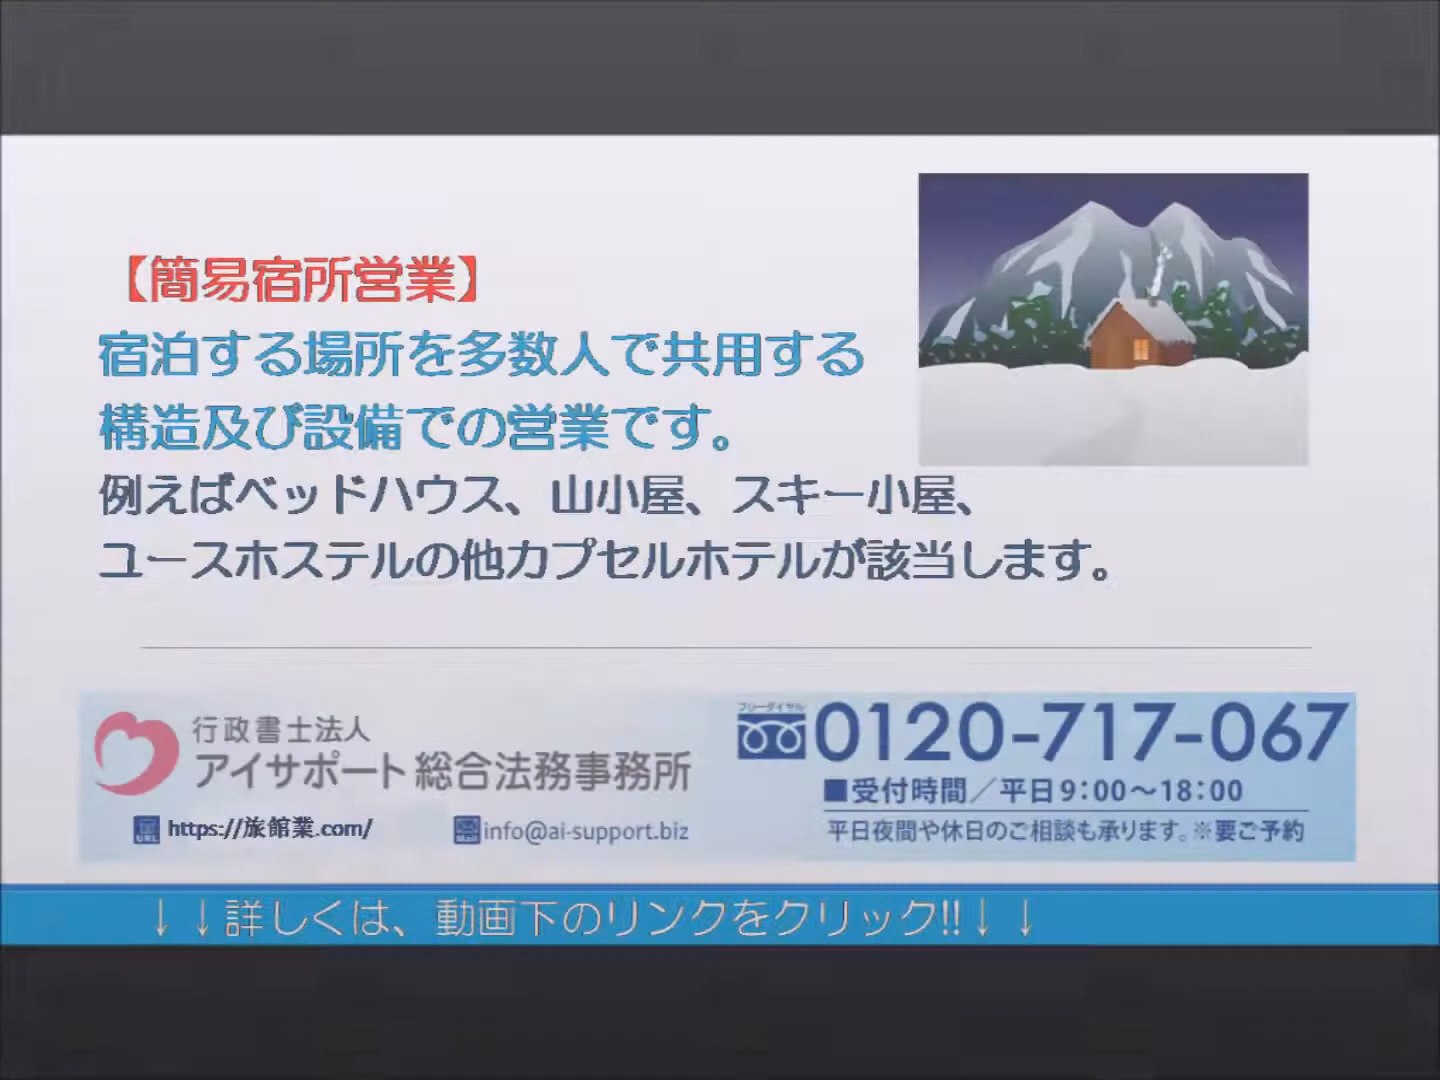 【簡易宿所営業】
宿泊する場所を多数人で共用する
構造及び設備での営業です。
例えばベッドハウス、山小屋、スキー小屋、
ユースホステルの他カプセルホテルが該当します。
行政書士法人
アイサポート総合法務事務所
https://旅館業.com/
info@ai-support.biz
フリーダイヤル
0120-717-067
■受付時間／平日9:00〜18:00
平日夜間や休日のご相談も承ります。※要ご予約
↓↓詳しくは、動画下のリンクをクリック!!↓↓